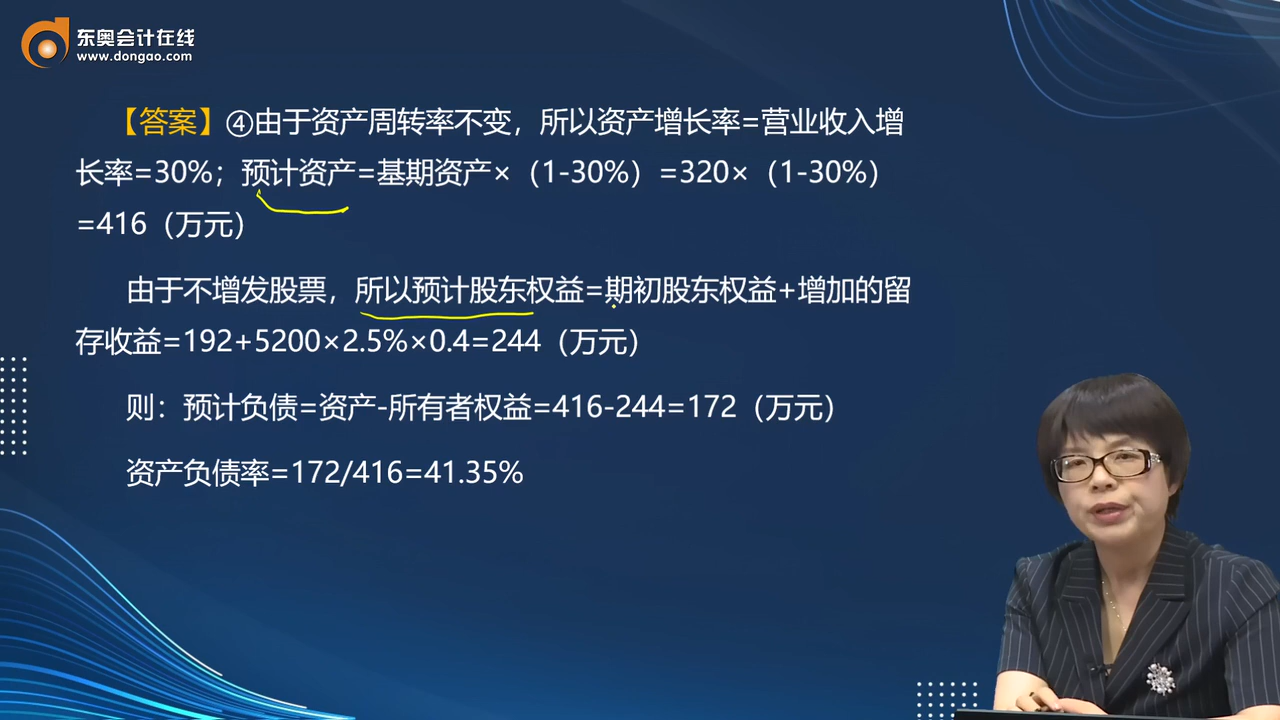 东奥会计在线
www.dongao.com
【答案】④由于资产周转率不变，所以资产增长率=营业收入增
长率=30%；预计资产=基期资产×（1-30%）=320×（1-30%）
=416（万元）
由于不增发股票，所以预计股东权益=期初股东权益+增加的留
存收益=192+5200×2.5%×0.4=244（万元）
则：预计负债=资产-所有者权益=416-244=172（万元）
资产负债率=172/416=41.35%